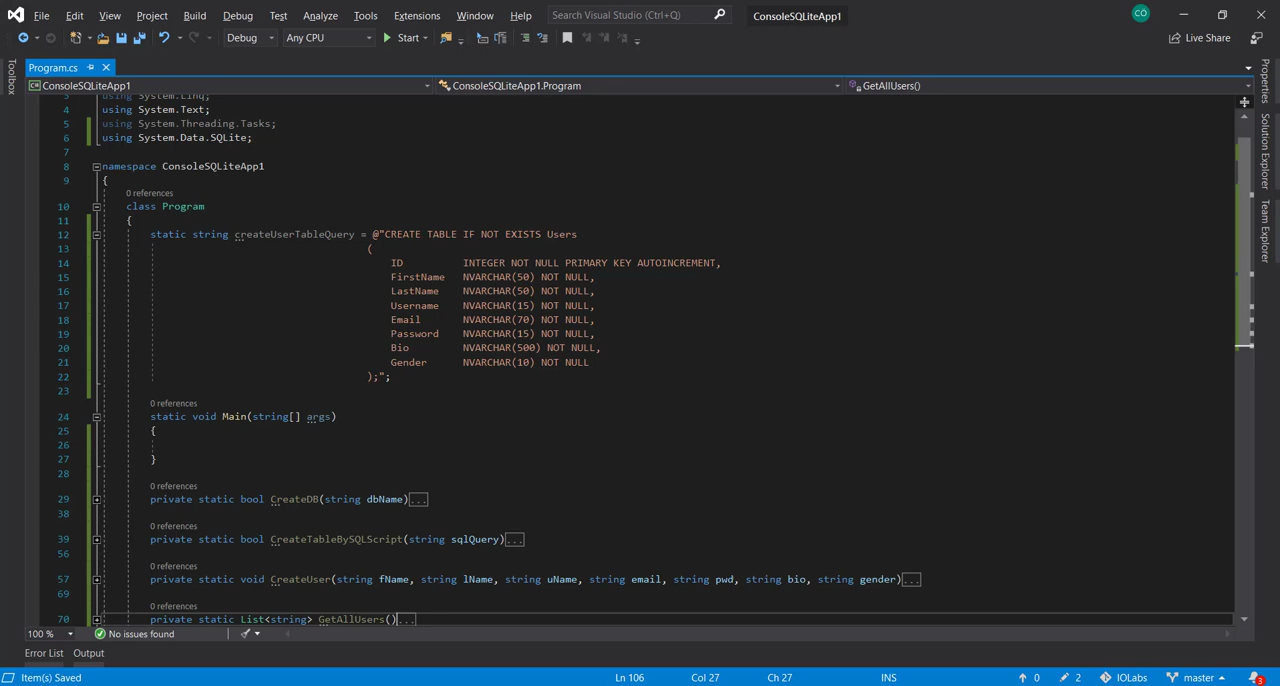 File Edit View Project Build Debug Test Analyze Tools Extensions Window Help Search Visual Studio (Ctrl+Q) ConsoleSQLiteApp1 CO
Debug Any CPU Start Live Share
Toolbox
Program.cs
ConsoleSQLiteApp1 ConsoleSQLiteApp1.Program GetAllUsers()
3 using System.Linq;
4 using System.Text;
5 using System.Threading.Tasks;
6 using System.Data.SQLite;
7
8 namespace ConsoleSQLiteApp1
9 {
0 references
10 class Program
11 {
12 static string createUserTableQuery = @"CREATE TABLE IF NOT EXISTS Users
13 (
14 ID INTEGER NOT NULL PRIMARY KEY AUTOINCREMENT,
15 FirstName NVARCHAR(50) NOT NULL,
16 LastName NVARCHAR(50) NOT NULL,
17 Username NVARCHAR(15) NOT NULL,
18 Email NVARCHAR(70) NOT NULL,
19 Password NVARCHAR(15) NOT NULL,
20 Bio NVARCHAR(500) NOT NULL,
21 Gender NVARCHAR(10) NOT NULL
22 );";
23
0 references
24 static void Main(string[] args)
25 {
26
27 }
28
0 references
29 private static bool CreateDB(string dbName)...
38
0 references
39 private static bool CreateTableBySQLScript(string sqlQuery)...
56
0 references
57 private static void CreateUser(string fName, string lName, string uName, string email, string pwd, string bio, string gender)...
69
0 references
70 private static List<string> GetAllUsers()...
Properties
Solution Explorer
Team Explorer
100 % No issues found
Error List Output
Item(s) Saved Ln 106 Col 27 Ch 27 INS 0 2 IOLabs master 3